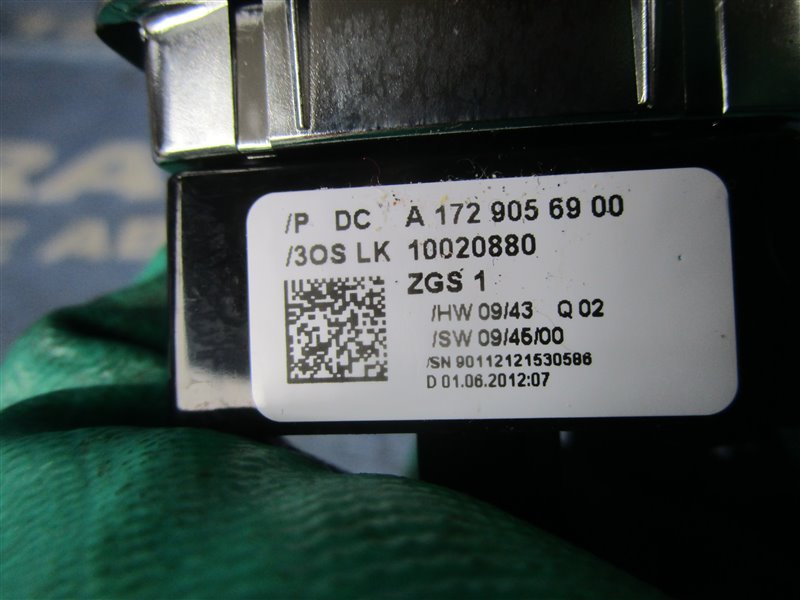 /P DC A 172 905 69 00
/3OS LK 10020880
ZGS 1
/HW 09/43 Q 02
/SW 09/45/00
/SN 90112121530586
D 01.06.2012:07